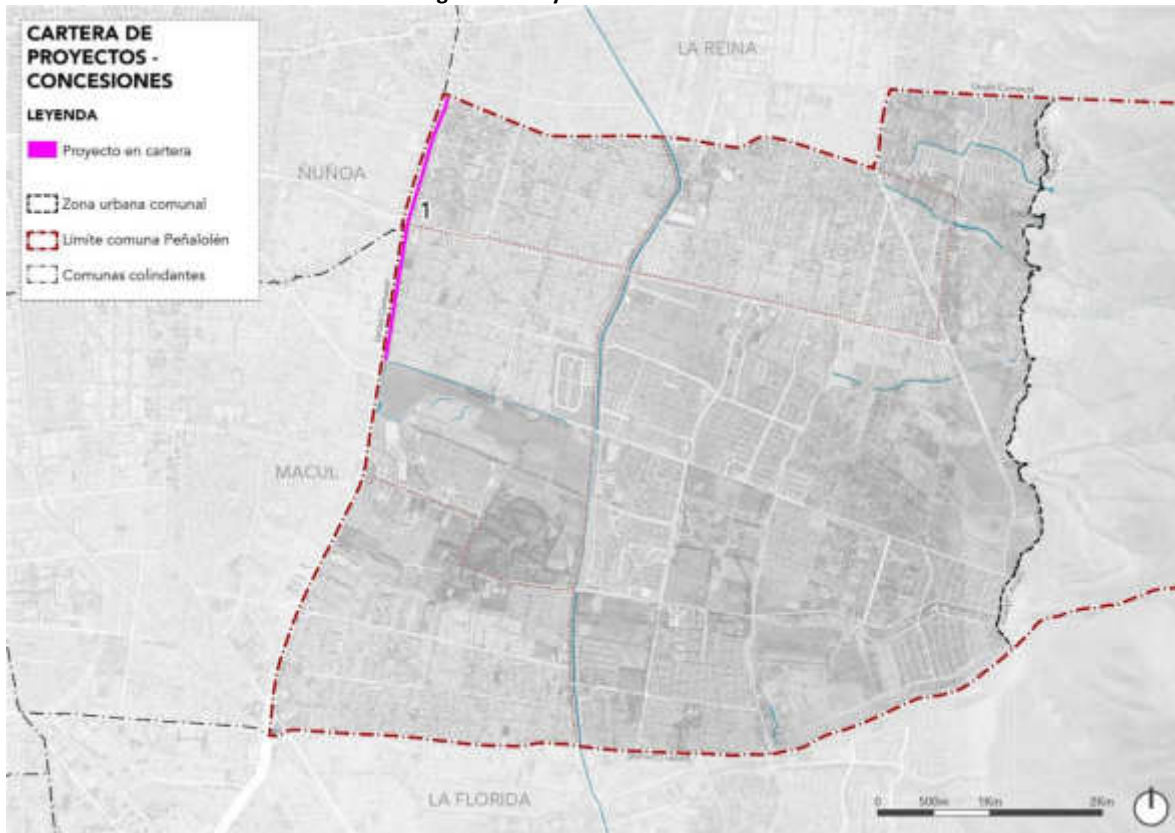 CARTERA DE
PROYECTOS -
CONCESIONES
LEYENDA
Proyecto en cartera
Zona urbana comunal
Límite comuna Peñalolén
Comunas colindantes
LA REINA
ÑUÑOA
1
MACUL
LA FLORIDA
0 500m 1Km 2Km